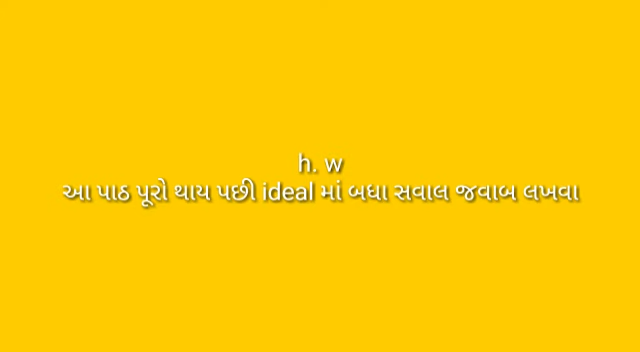 h. w
આ પાઠ પૂરો થાય પછી ideal માં બધા સવાલ જવાબ લખવા